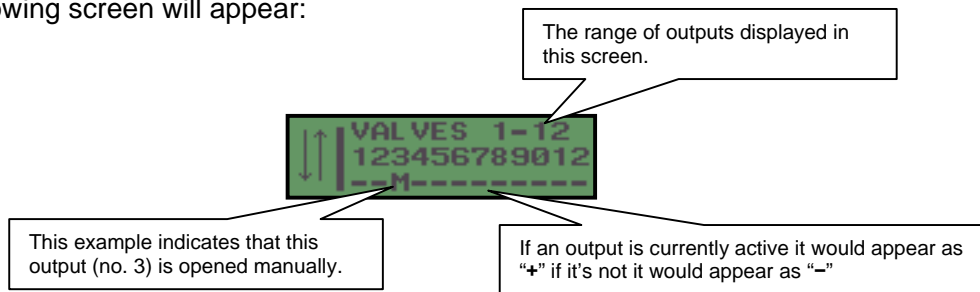 owing screen will appear:
The range of outputs displayed in
this screen.
VALVES 1-12
123456789012
--M---------
This example indicates that this
output (no. 3) is opened manually.
If an output is currently active it would appear as
“+” if it’s not it would appear as “−”